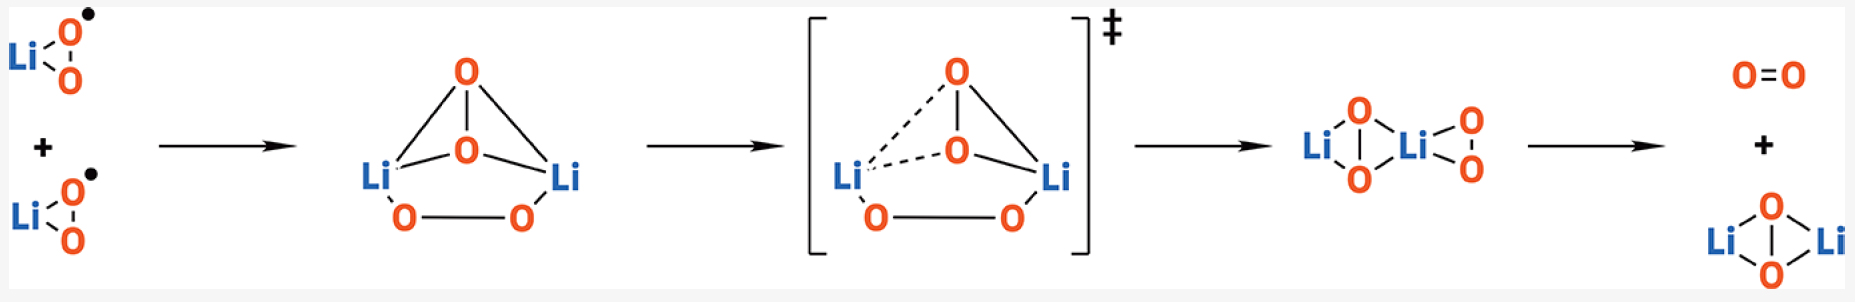 Li O• O
+
Li O• O
O O Li Li O O
[ O O Li Li O O ]‡
Li O O Li O O
O=O
+
Li O O Li